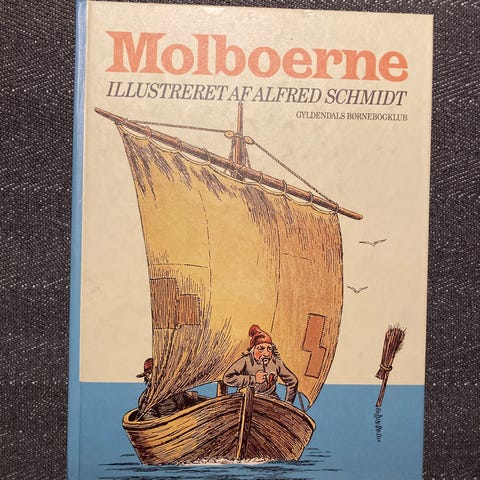 Molboerne
ILLUSTRERET AF ALFRED SCHMIDT
GYLDENDALS BØRNEBOGKLUB